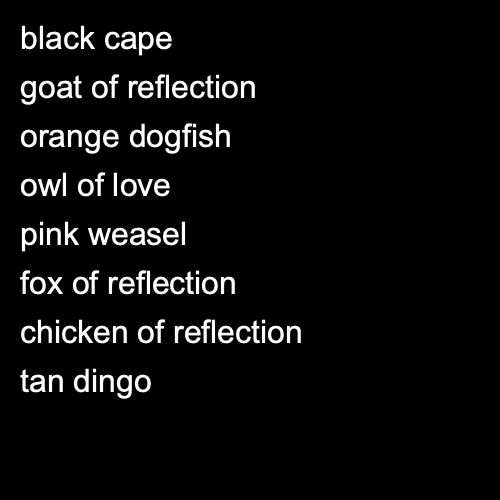 black cape
goat of reflection
orange dogfish
owl of love
pink weasel
fox of reflection
chicken of reflection
tan dingo